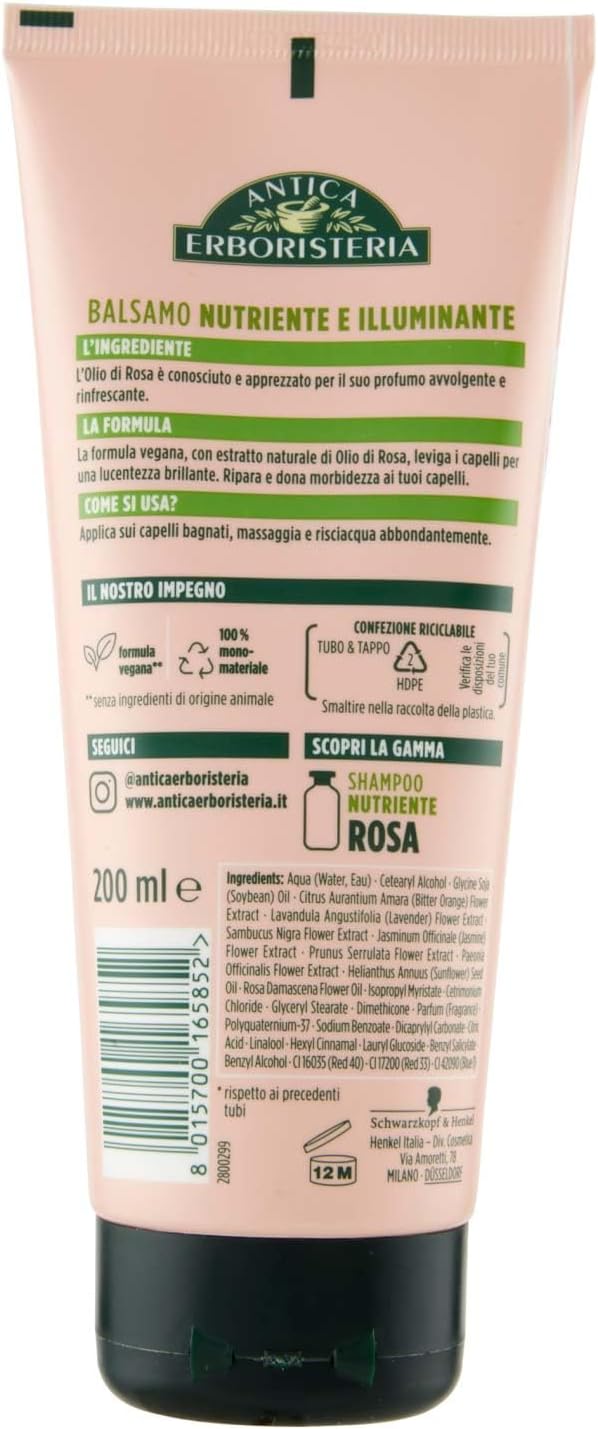 ANTICA
ERBORISTERIA
BALSAMO NUTRIENTE E ILLUMINANTE
L'INGREDIENTE
L'Olio di Rosa è conosciuto e apprezzato per il suo profumo avvolgente e
rinfrescante.
LA FORMULA
La formula vegana, con estratto naturale di Olio di Rosa, leviga i capelli per
una lucentezza brillante. Ripara e dona morbidezza ai tuoi capelli.
COME SI USA?
Applica sui capelli bagnati, massaggia e risciacqua abbondantemente.
IL NOSTRO IMPEGNO
formula
vegana**
100%
mono-
materiale
**senza ingredienti di origine animale
CONFEZIONE RICICLABILE
TUBO & TAPPO
2
HDPE
Verifica le
disposizioni
del tuo
comune
Smaltire nella raccolta della plastica.
SEGUICI
@anticaerboristeria
www.anticaerboristeria.it
SCOPRI LA GAMMA
SHAMPOO
NUTRIENTE
ROSA
200 ml e
Ingredients: Aqua (Water, Eau) · Cetearyl Alcohol · Glycine Soja
(Soybean) Oil · Citrus Aurantium Amara (Bitter Orange) Flower
Extract · Lavandula Angustifolia (Lavender) Flower Extract ·
Sambucus Nigra Flower Extract · Jasminum Officinale (Jasmine)
Flower Extract · Prunus Serrulata Flower Extract · Paeonia
Officinalis Flower Extract · Helianthus Annuus (Sunflower) Seed
Oil · Rosa Damascena Flower Oil · Isopropyl Myristate · Cetrimonium
Chloride · Glyceryl Stearate · Dimethicone · Parfum (Fragrance) ·
Polyquaternium-37 · Sodium Benzoate · Dicaprylyl Carbonate · Citric
Acid · Linalool · Hexyl Cinnamal · Lauryl Glucoside · Benzyl Salicylate ·
Benzyl Alcohol · CI 16035 (Red 40) · CI 17200 (Red 33) · CI 42090 (Blue 1)
8 015700 165852 >
2800299
*rispetto ai precedenti
tubi
12 M
Schwarzkopf & Henkel
Henkel Italia – Div. Cosmetica
Via Amoretti, 78
MILANO · DÜSSELDORF